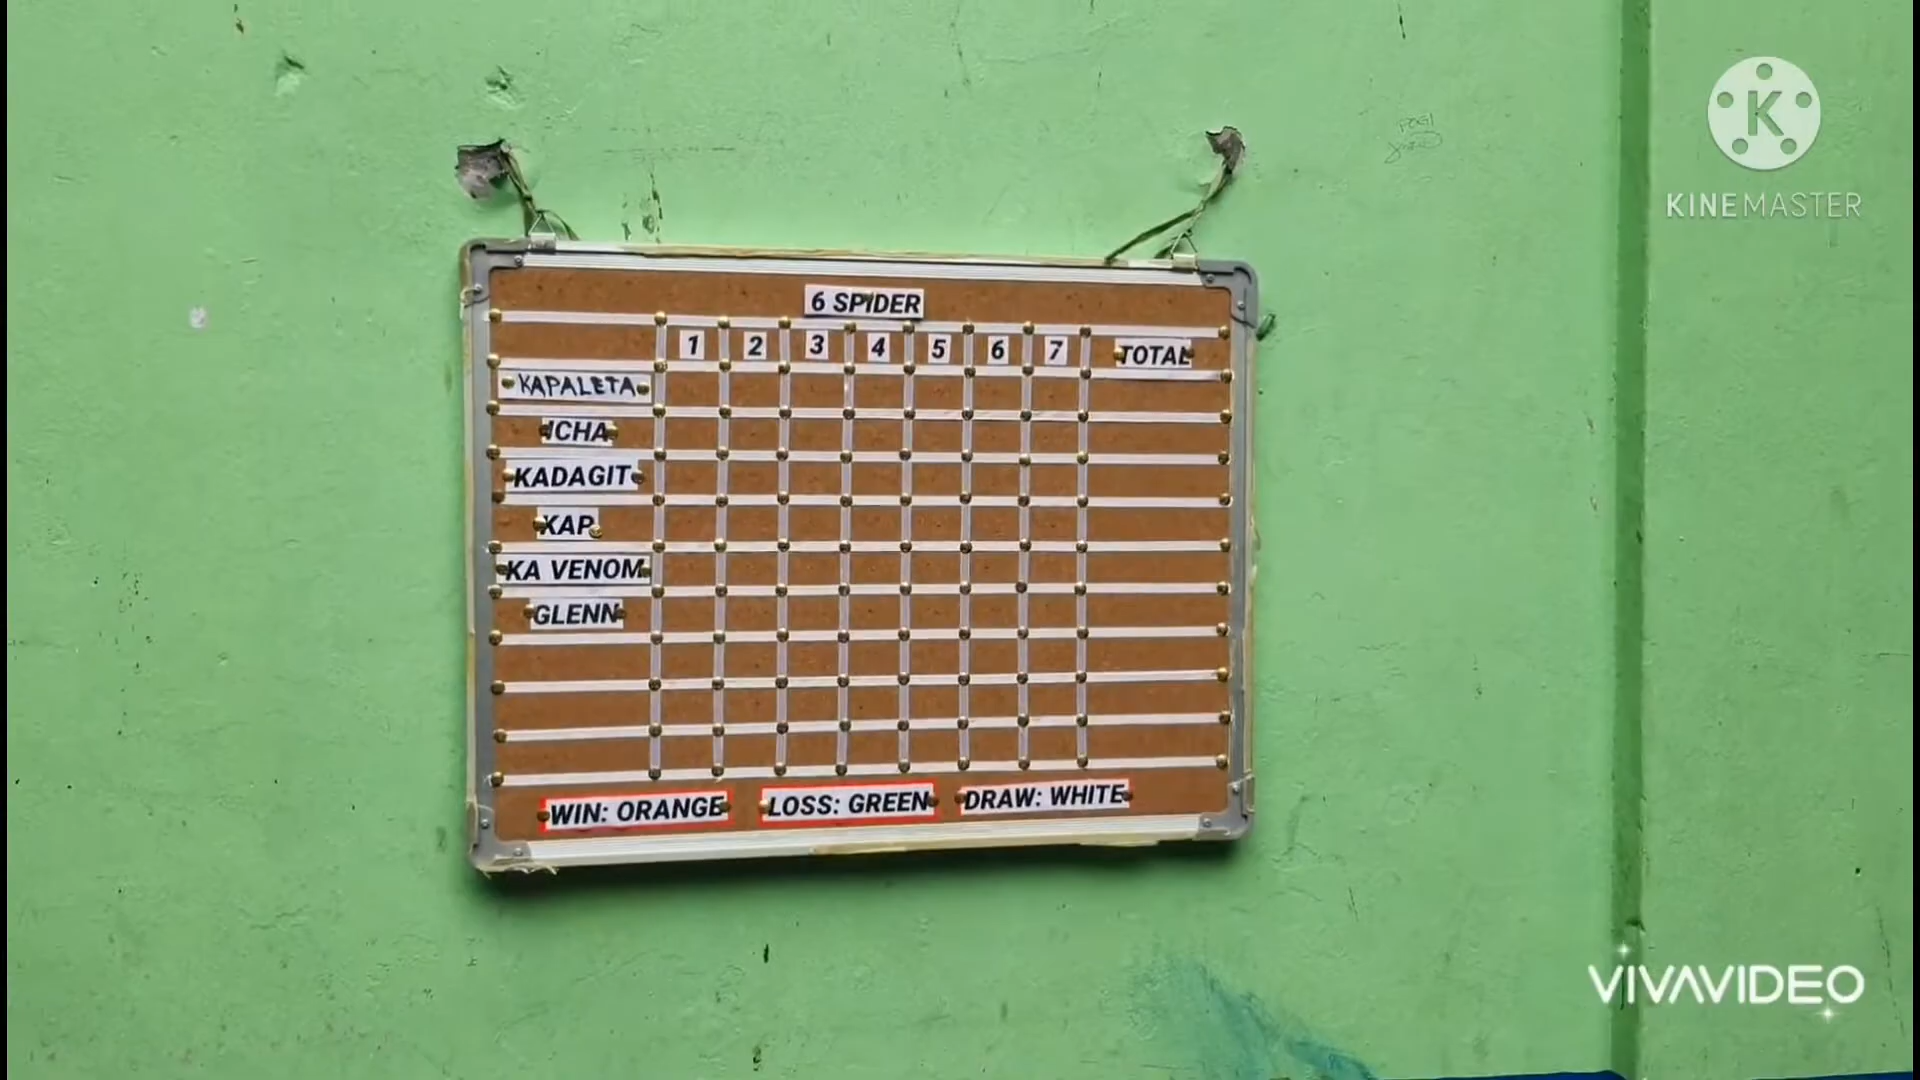 K
KINEMASTER
POGI
6 SPIDER
1 2 3 4 5 6 7 TOTAL
KAPALETA
ICHA
KADAGIT
KAP
KA VENOM
GLENN
WIN: ORANGE LOSS: GREEN DRAW: WHITE
VIVAVIDEO